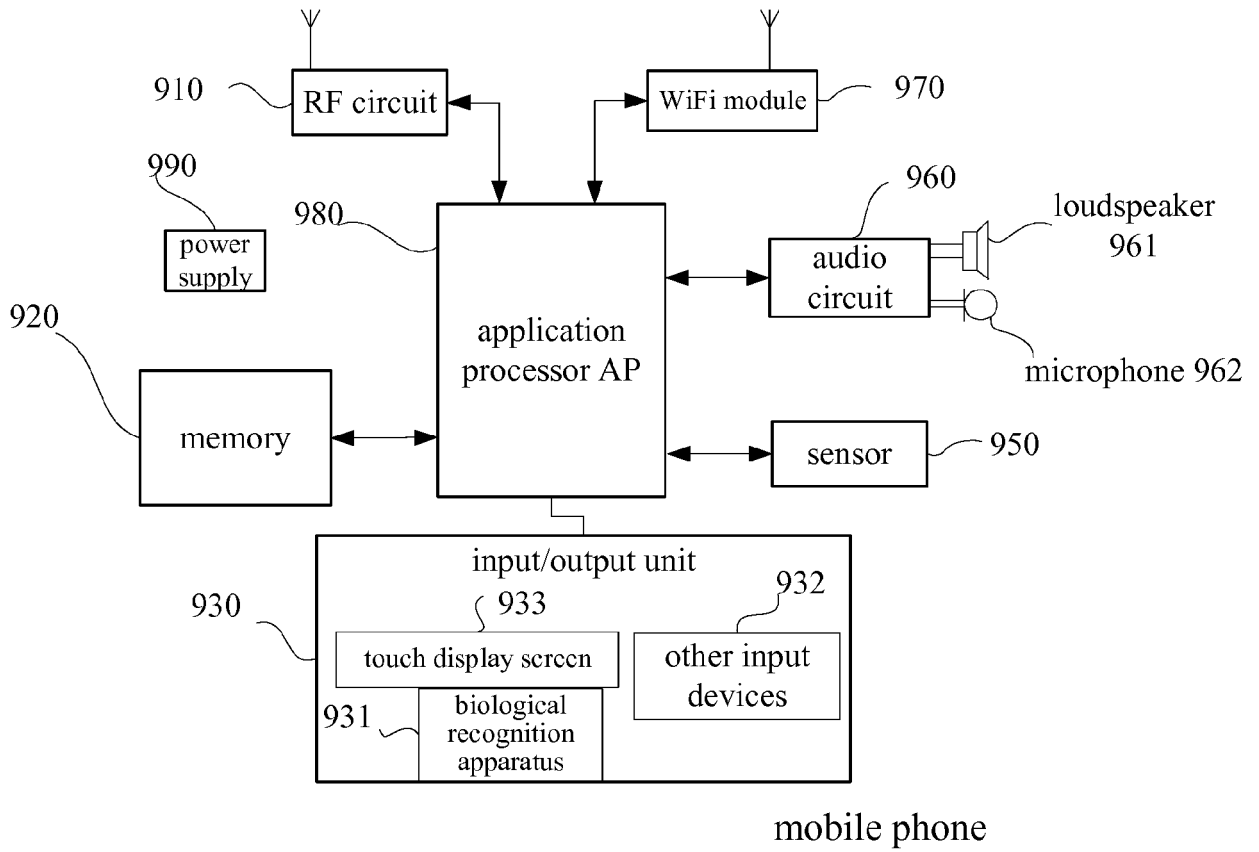 910
RF circuit
WiFi module
970
990
980
960
loudspeaker
961
power
supply
audio
circuit
920
application
processor AP
microphone 962
memory
sensor
950
input/output unit
930
933
932
touch display screen
other input
devices
931
biological
recognition
apparatus
mobile phone